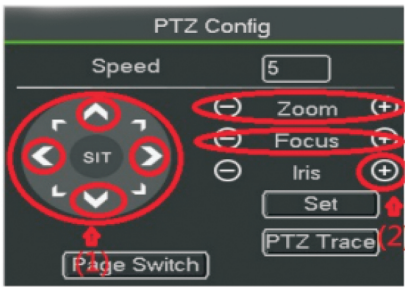 PTZ Config
Speed 5
Zoom
Focus
SIT
Iris
Set
(1) (2)
PTZ Trace
Page Switch